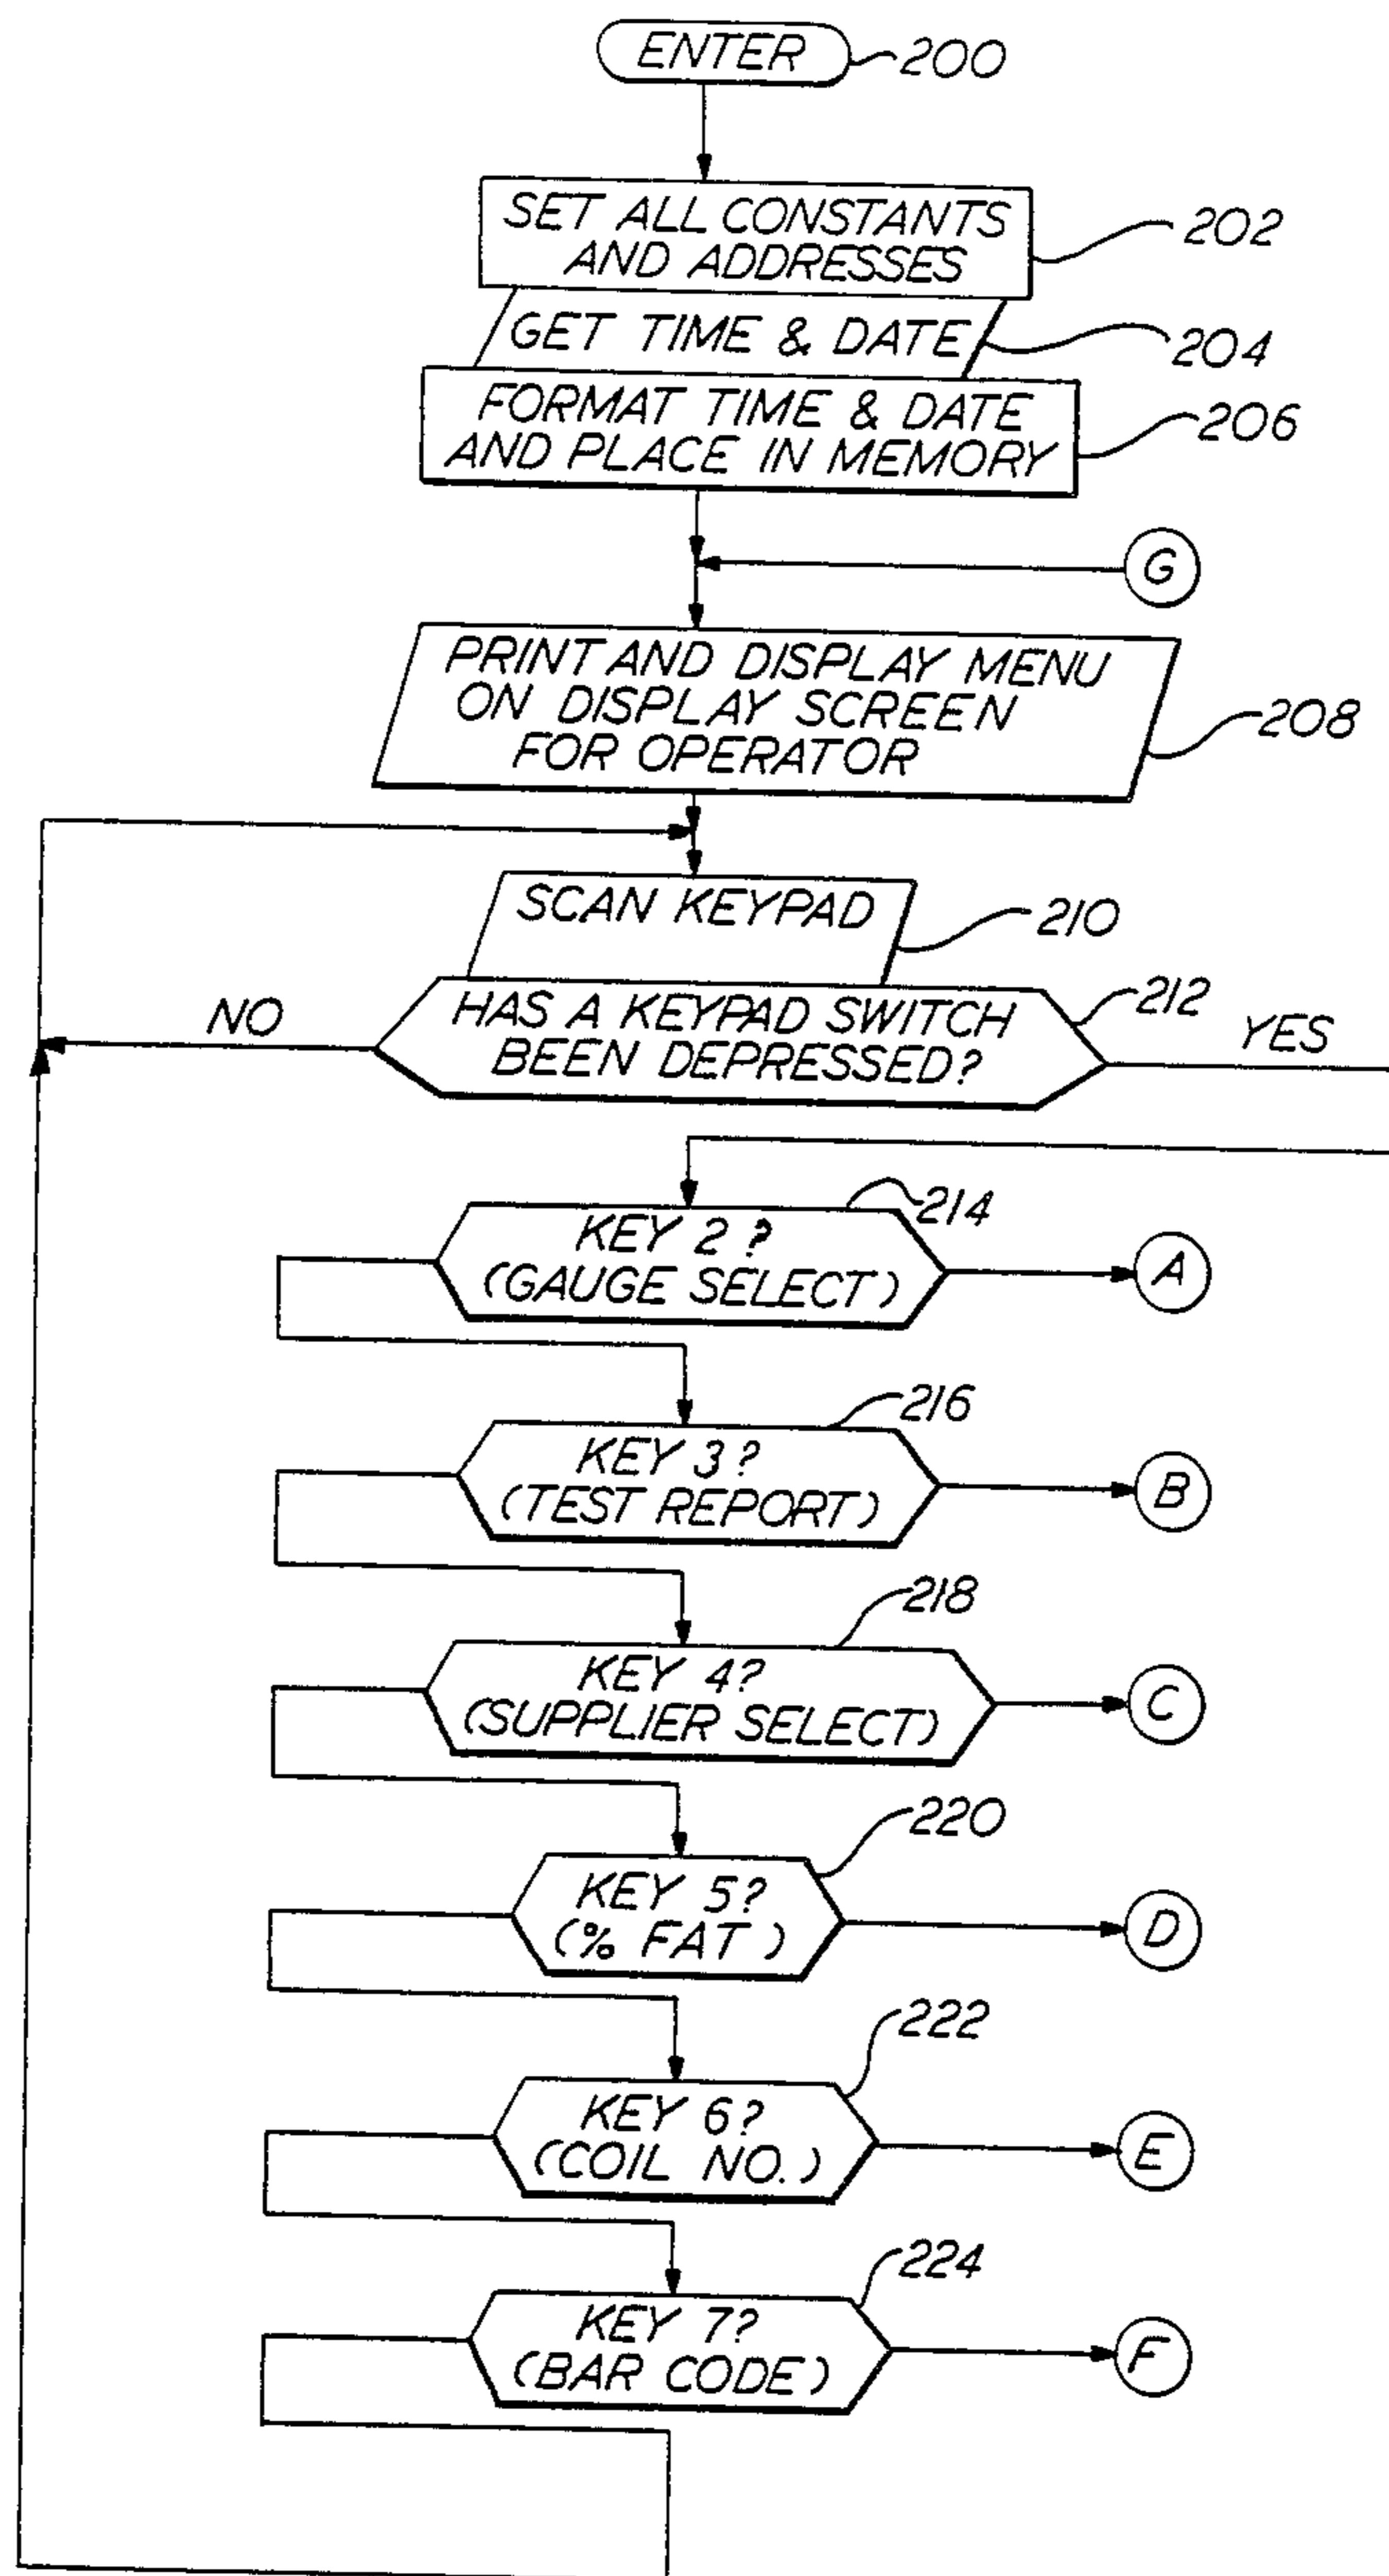 ENTER
200
SET ALL CONSTANTS
AND ADDRESSES
202
GET TIME & DATE
204
FORMAT TIME & DATE
AND PLACE IN MEMORY
206
G
PRINT AND DISPLAY MENU
ON DISPLAY SCREEN
FOR OPERATOR
208
SCAN KEYPAD
210
HAS A KEYPAD SWITCH
BEEN DEPRESSED?
212
NO
YES
KEY 2?
(GAUGE SELECT)
214
A
KEY 3?
(TEST REPORT)
216
B
KEY 4?
(SUPPLIER SELECT)
218
C
KEY 5?
(% FAT)
220
D
KEY 6?
(COIL NO.)
222
E
KEY 7?
(BAR CODE)
224
F